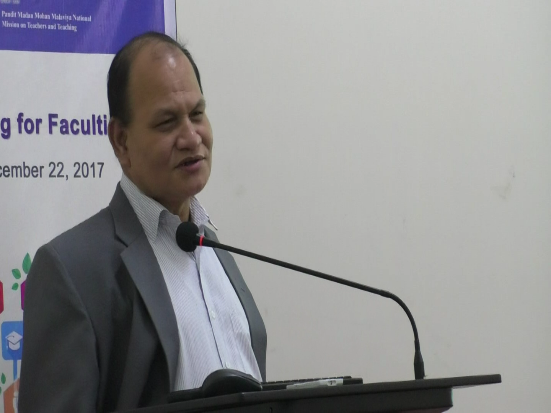 Pandit Madan Mohan Malaviya National
Mission on Teachers and Teaching
g for Faculti
cember 22, 2017